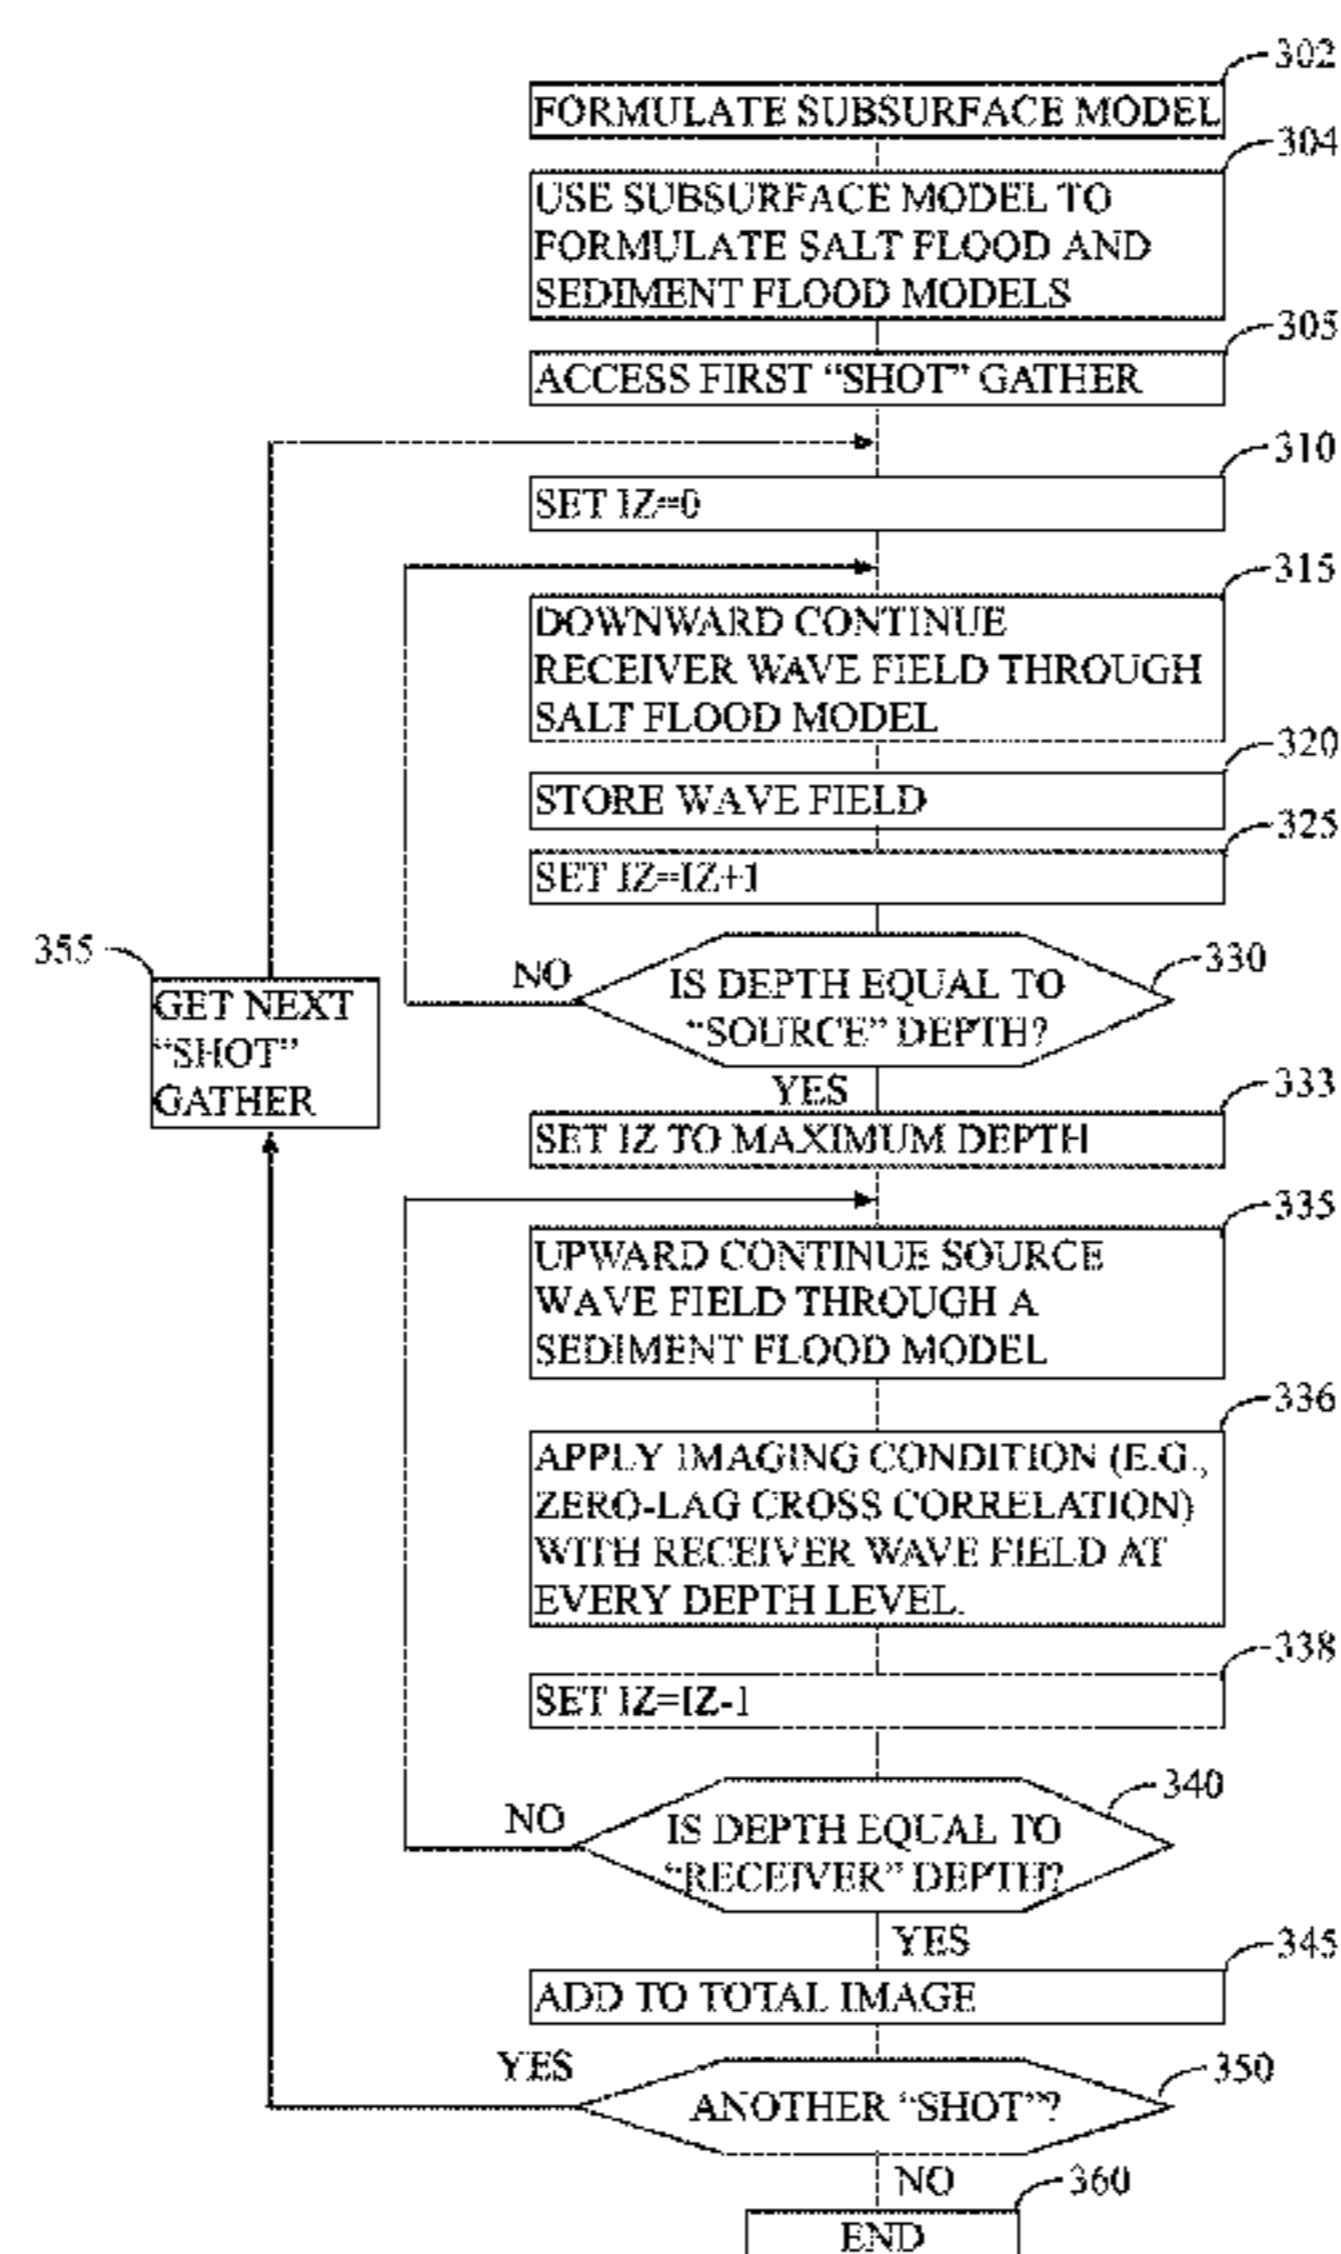 302
FORMULATE SUBSURFACE MODEL
304
USE SUBSURFACE MODEL TO
FORMULATE SALT FLOOD AND
SEDIMENT FLOOD MODELS
305
ACCESS FIRST “SHOT” GATHER
310
SET IZ=0
315
DOWNWARD CONTINUE
RECEIVER WAVE FIELD THROUGH
SALT FLOOD MODEL
320
STORE WAVE FIELD
325
SET IZ=IZ+1
330
NO
IS DEPTH EQUAL TO
“SOURCE” DEPTH?
YES
355
GET NEXT
“SHOT”
GATHER
333
SET IZ TO MAXIMUM DEPTH
335
UPWARD CONTINUE SOURCE
WAVE FIELD THROUGH A
SEDIMENT FLOOD MODEL
336
APPLY IMAGING CONDITION (E.G.,
ZERO-LAG CROSS CORRELATION)
WITH RECEIVER WAVE FIELD AT
EVERY DEPTH LEVEL.
338
SET IZ=IZ-1
340
NO
IS DEPTH EQUAL TO
“RECEIVER” DEPTH?
YES
345
ADD TO TOTAL IMAGE
YES
350
ANOTHER “SHOT”?
NO
360
END